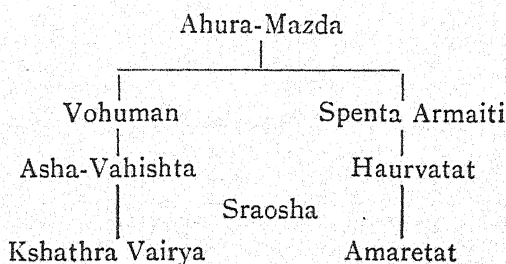 Ahura-Mazda
Vohuman Spenta Armaiti
Asha-Vahishta Haurvatat
Sraosha
Kshathra Vairya Amaretat